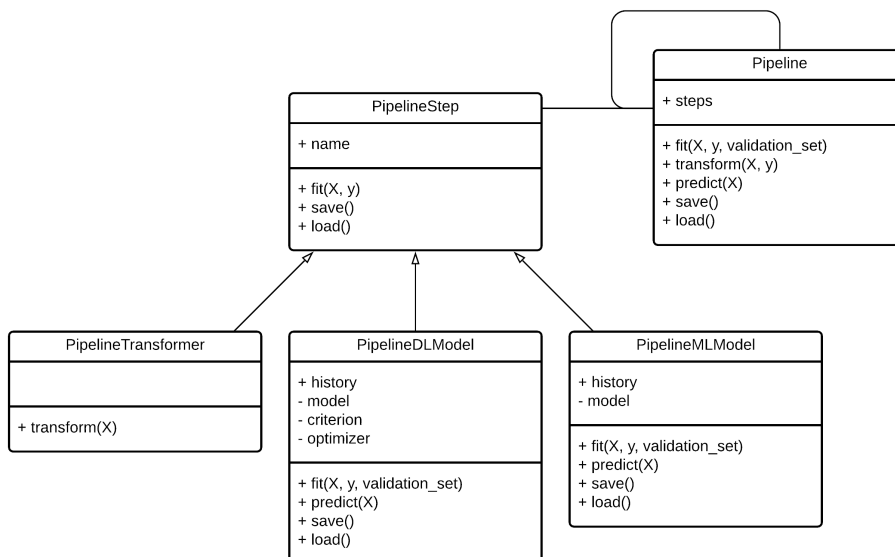 Pipeline
+ steps
+ fit(X, y, validation_set)
+ transform(X, y)
+ predict(X)
+ save()
+ load()
PipelineStep
+ name
+ fit(X, y)
+ save()
+ load()
PipelineTransformer
+ transform(X)
PipelineDLModel
+ history
- model
- criterion
- optimizer
+ fit(X, y, validation_set)
+ predict(X)
+ save()
+ load()
PipelineMLModel
+ history
- model
+ fit(X, y, validation_set)
+ predict(X)
+ save()
+ load()